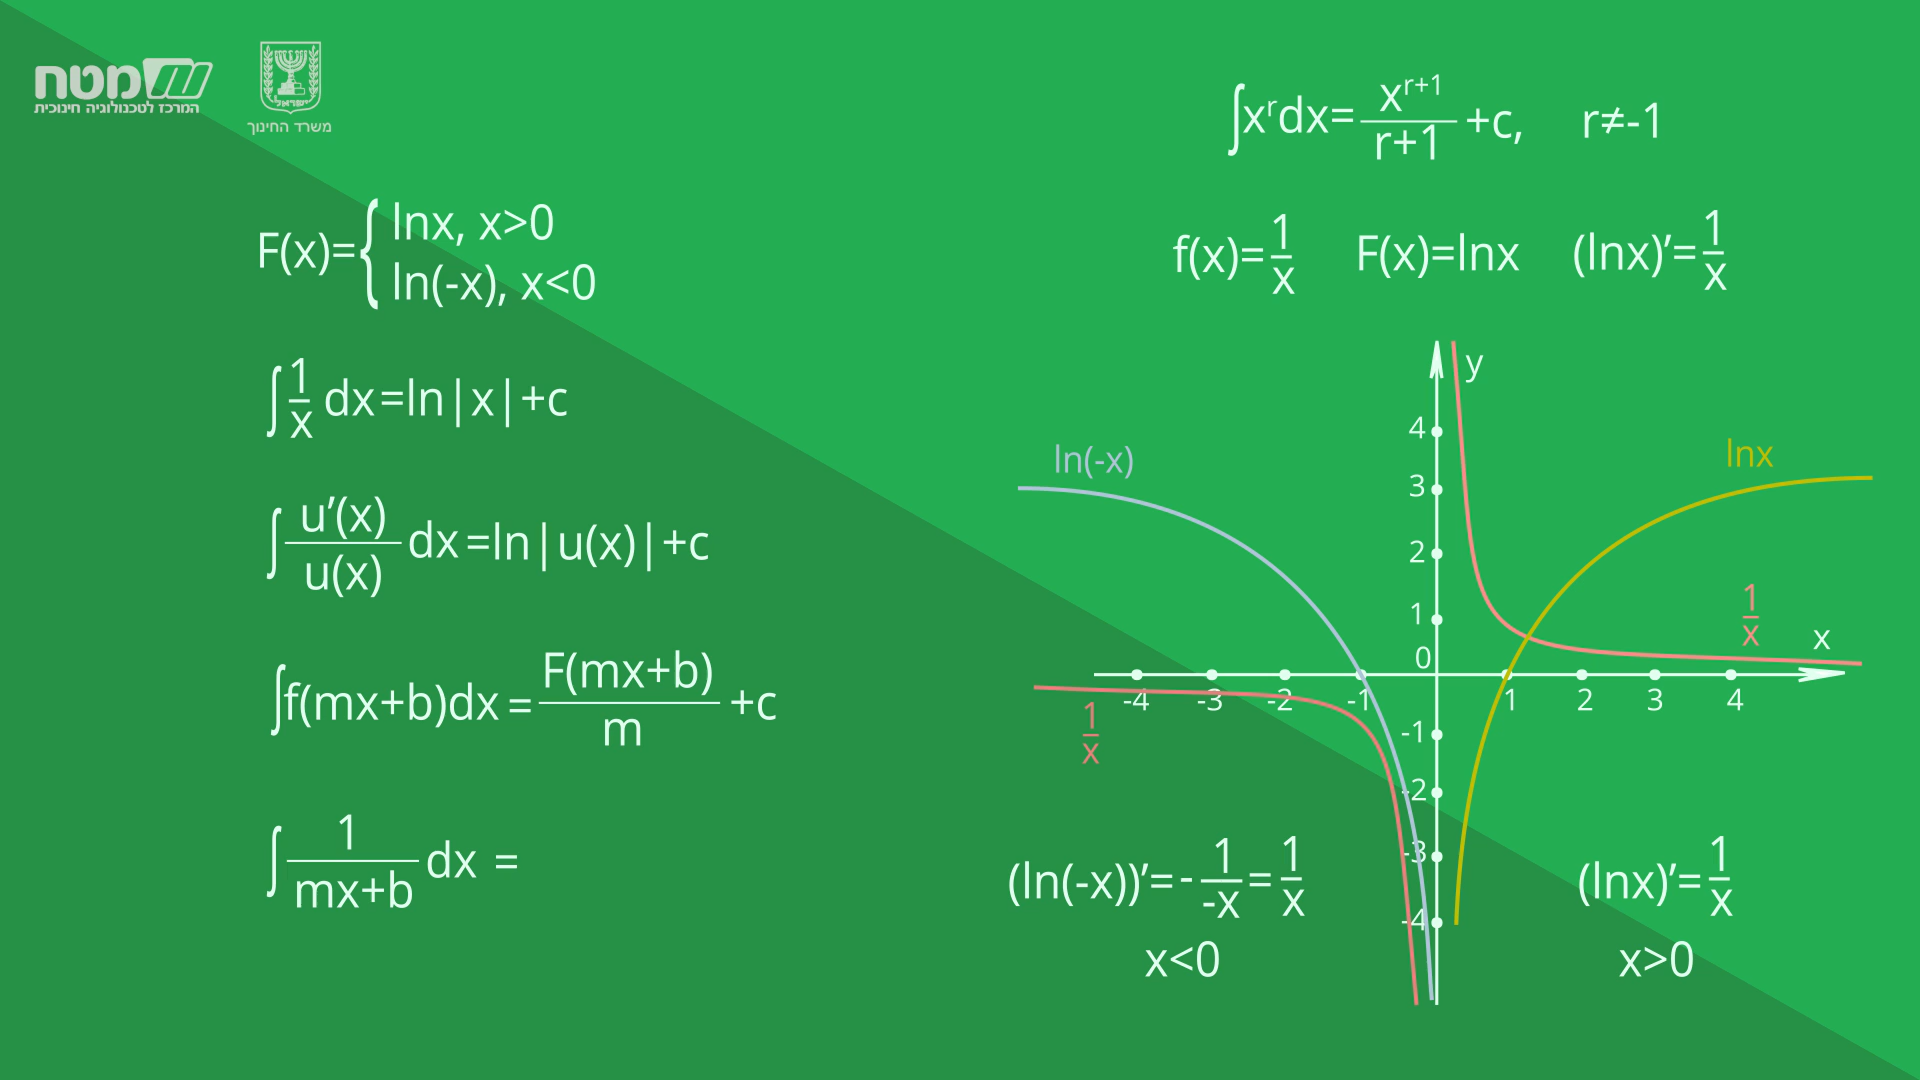 מטח
המרכז לטכנולוגיה חינוכית
ישראל
משרד החינוך
∫xʳdx= xʳ⁺¹/r+1 +c, r≠-1
f(x)= 1/x F(x)=lnx (lnx)’= 1/x
F(x)={ lnx, x>0
ln(-x), x<0
∫ 1/x dx=ln|x|+c
∫ u’(x)/u(x) dx=ln|u(x)|+c
∫f(mx+b)dx = F(mx+b)/m +c
∫ 1/mx+b dx =
y
4
3
2
1
0
ln(-x)
lnx
1/x
x
-4 -3 -2 -1 1 2 3 4
1/x
-1
-2
-3
-4
(ln(-x))’= - 1/-x = 1/x
x<0
(lnx)’= 1/x
x>0